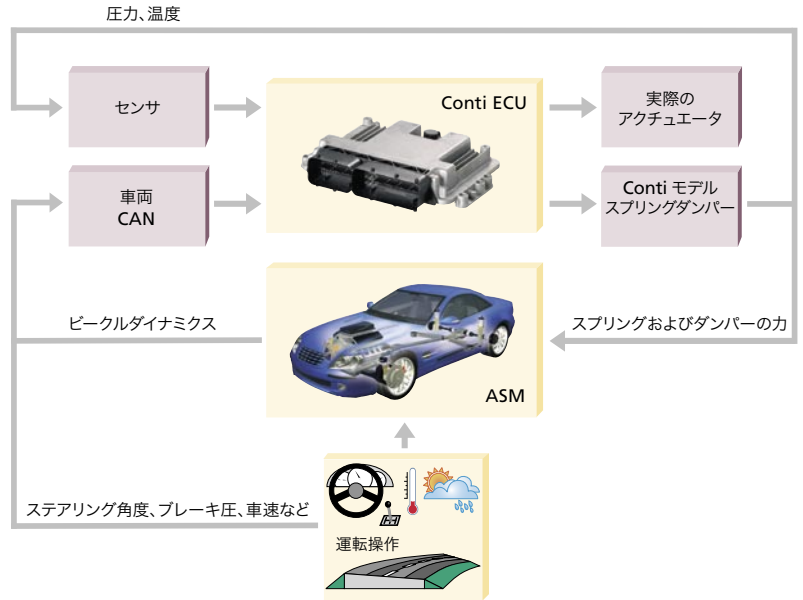 圧力、温度
センサ
Conti ECU
実際の
アクチュエータ
車両
CAN
Conti モデル
スプリングダンパー
ビークルダイナミクス
スプリングおよびダンパーの力
ASM
ステアリング角度、ブレーキ圧、車速など
運転操作